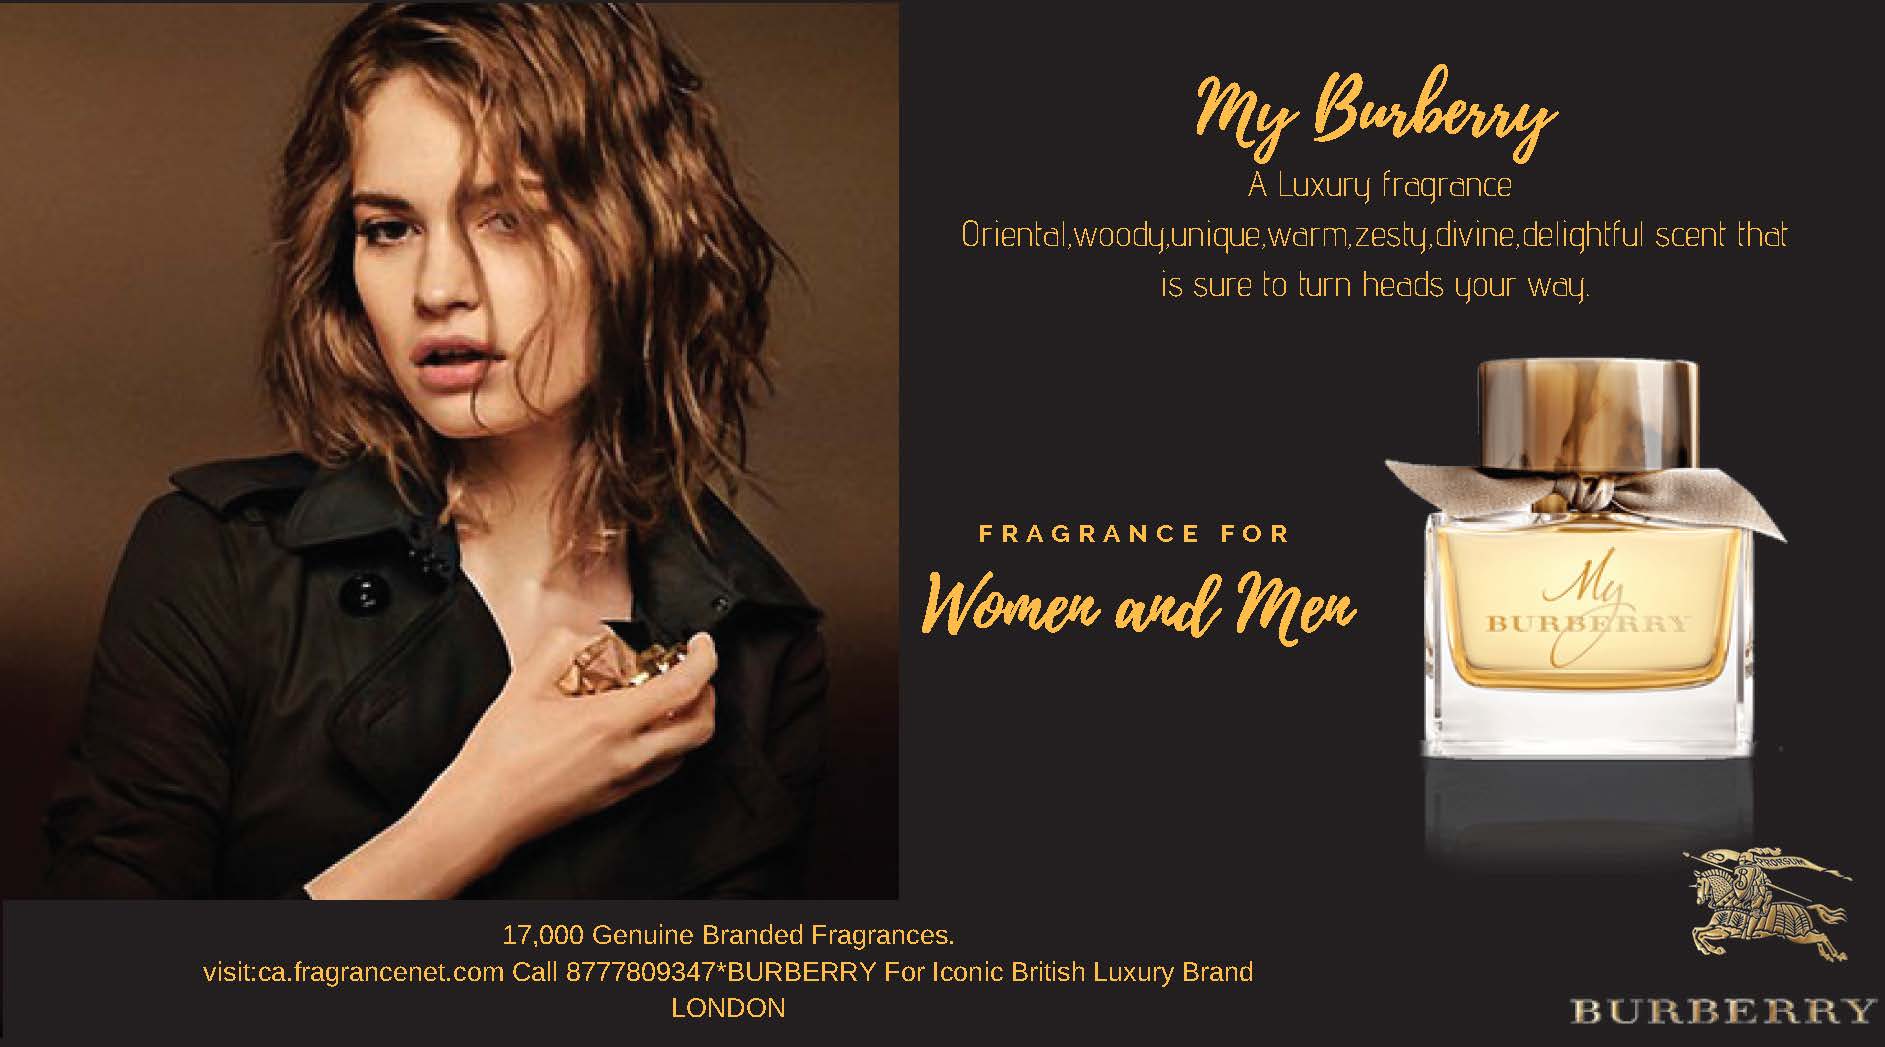 My Burberry
A Luxury fragrance
Oriental,woody,unique,warm,zesty,divine,delightful scent that
is sure to turn heads your way.
FRAGRANCE FOR
Women and Men
My
BURBERRY
PRORSUM
17,000 Genuine Branded Fragrances.
visit:ca.fragrancenet.com Call 8777809347*BURBERRY For Iconic British Luxury Brand
LONDON
BURBERRY